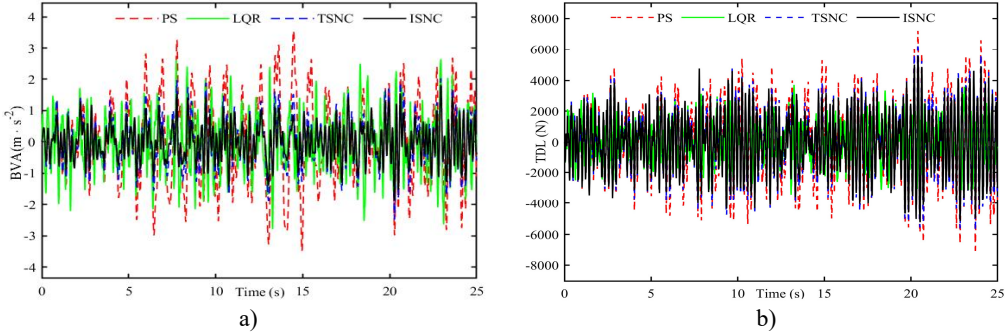 PS LQR TSNC ISNC
4
3
2
1
0
-1
-2
-3
-4
BVA(m · s⁻²)
0 5 10 15 20 25
Time (s)
a)
PS LQR TSNC ISNC
8000
6000
4000
2000
0
-2000
-4000
-6000
-8000
TDL (N)
0 5 10 15 20 25
Time (s)
b)